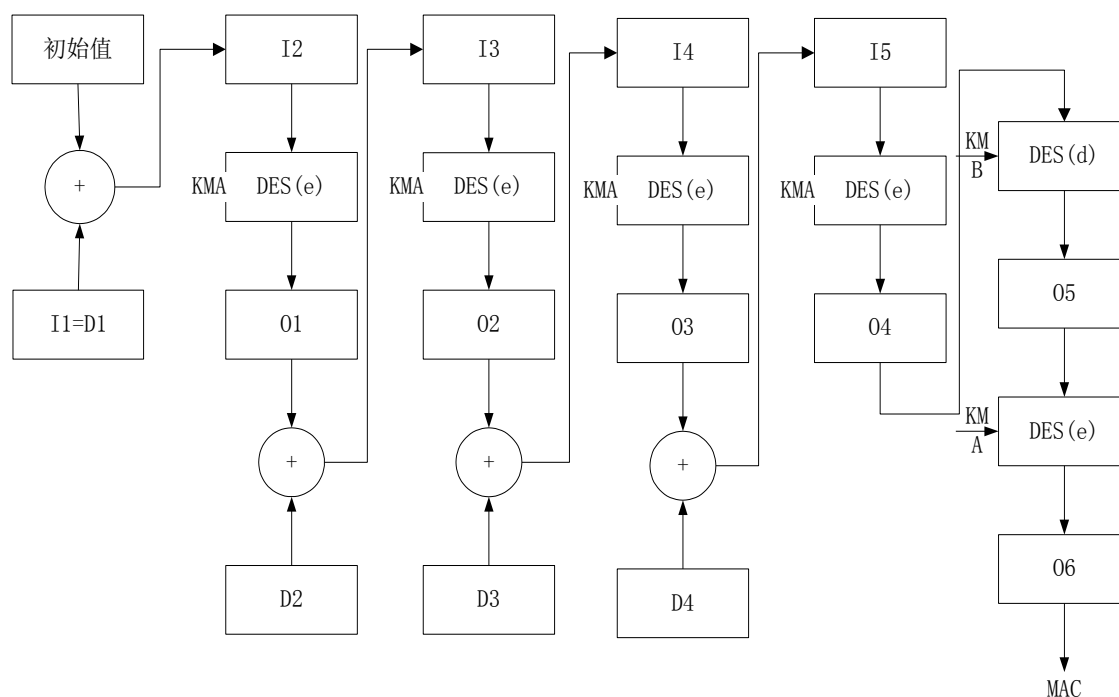 初始值
I2
I3
I4
I5
+
KMA
DES(e)
KMA
DES(e)
KMA
DES(e)
KMA
DES(e)
KM
B
DES(d)
I1=D1
O1
O2
O3
O4
O5
+
+
+
KM
A
DES(e)
D2
D3
D4
O6
MAC